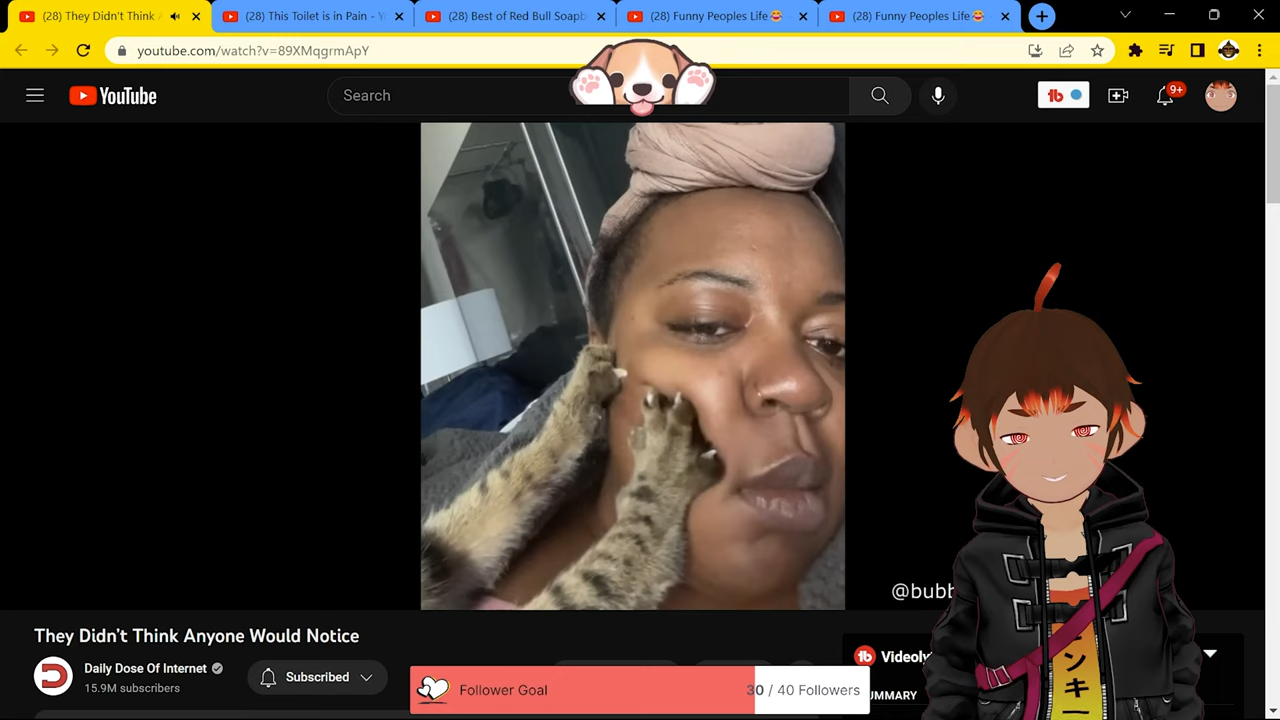 (28) They Didn't Think
(28) This Toilet is in Pain - Y
(28) Best of Red Bull Soapb
(28) Funny Peoples Life😂 -
(28) Funny Peoples Life😂 -
youtube.com/watch?v=89XMqgrmApY
YouTube
Search
9+
@bubb
They Didn't Think Anyone Would Notice
Daily Dose Of Internet
15.9M subscribers
Subscribed
Follower Goal
30 / 40 Followers
SUMMARY
ンキー